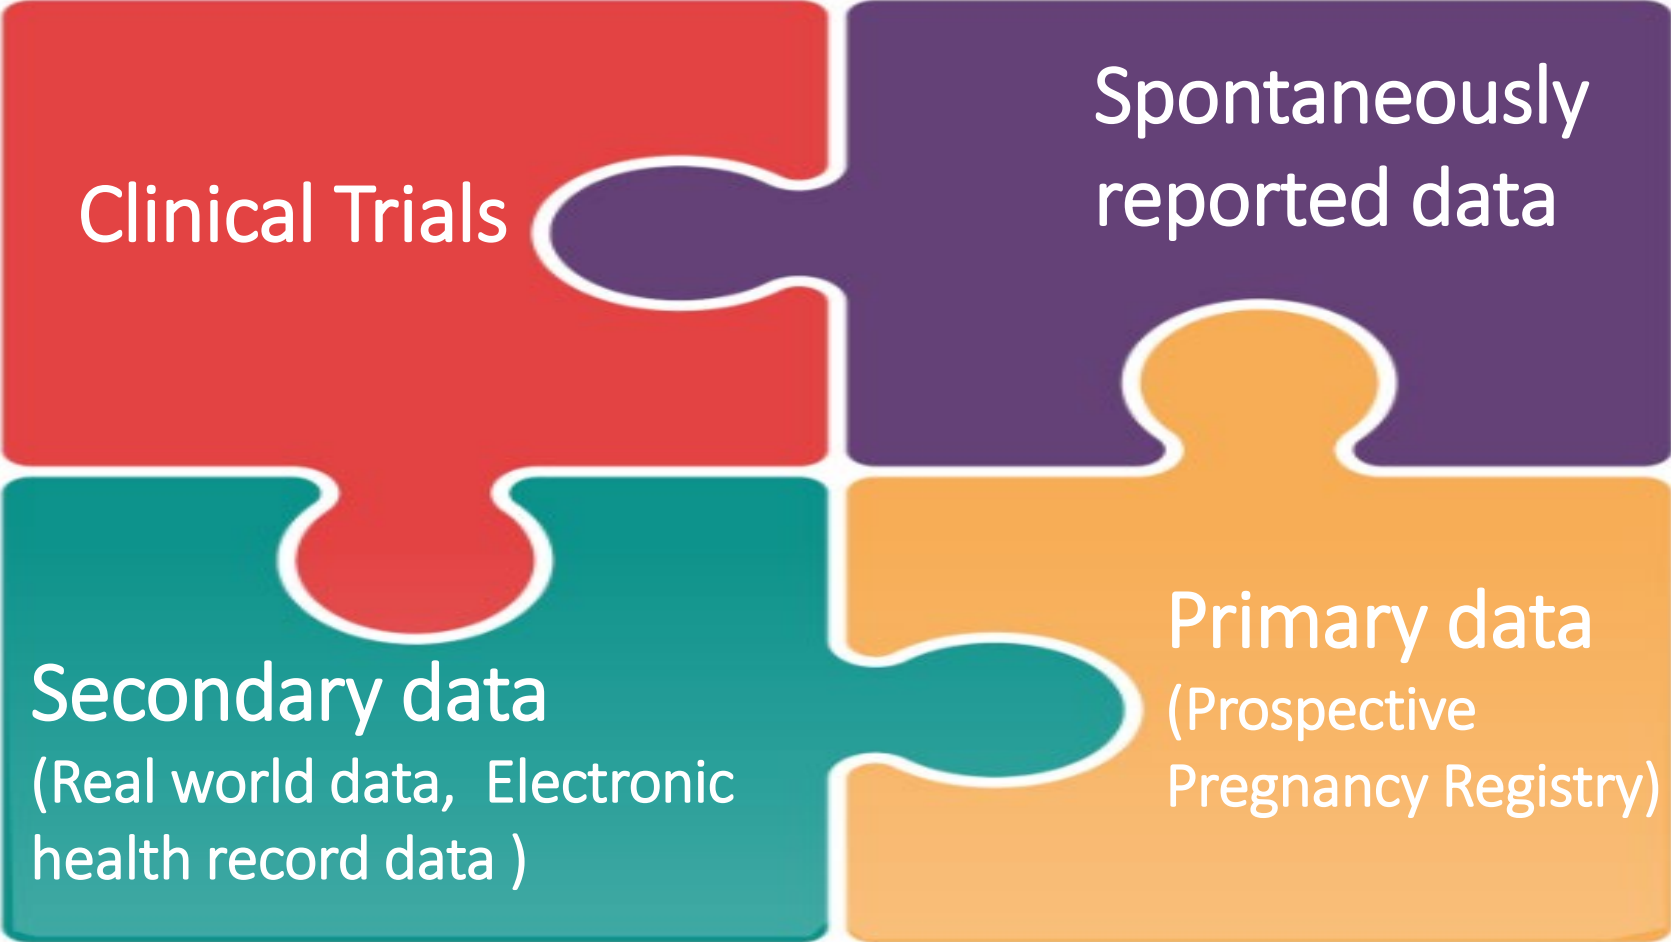 Clinical Trials
Spontaneously
reported data
Secondary data
(Real world data,  Electronic
health record data )
Primary data
(Prospective
Pregnancy Registry)